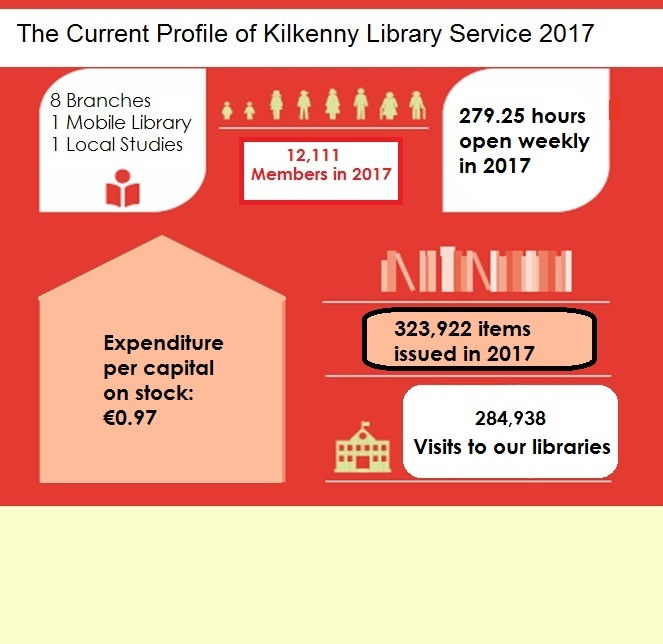 The Current Profile of Kilkenny Library Service 2017
8 Branches
1 Mobile Library
1 Local Studies
12,111
Members in 2017
279.25 hours
open weekly
in 2017
Expenditure
per capital
on stock:
€0.97
323,922 items
issued in 2017
284,938
Visits to our libraries